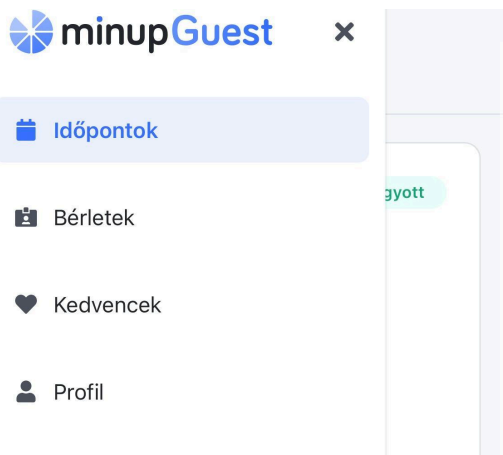 minupGuest
Időpontok
gyott
Bérletek
Kedvencek
Profil